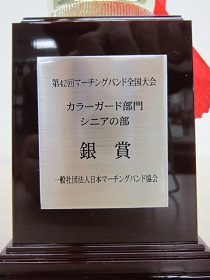 第42回マーチングバンド全国大会
カラーガード部門
シニアの部
銀賞
一般社団法人日本マーチングバンド協会